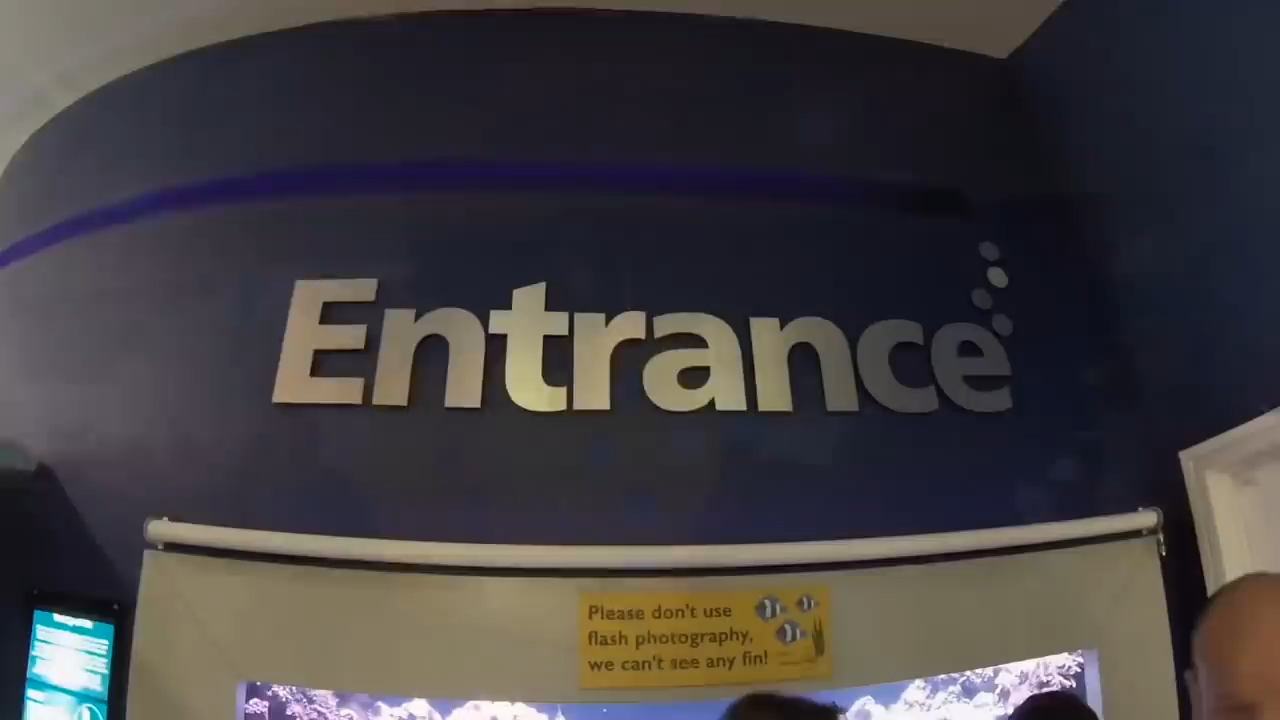 Entrance
Please don't use
flash photography,
we can't see any fin!